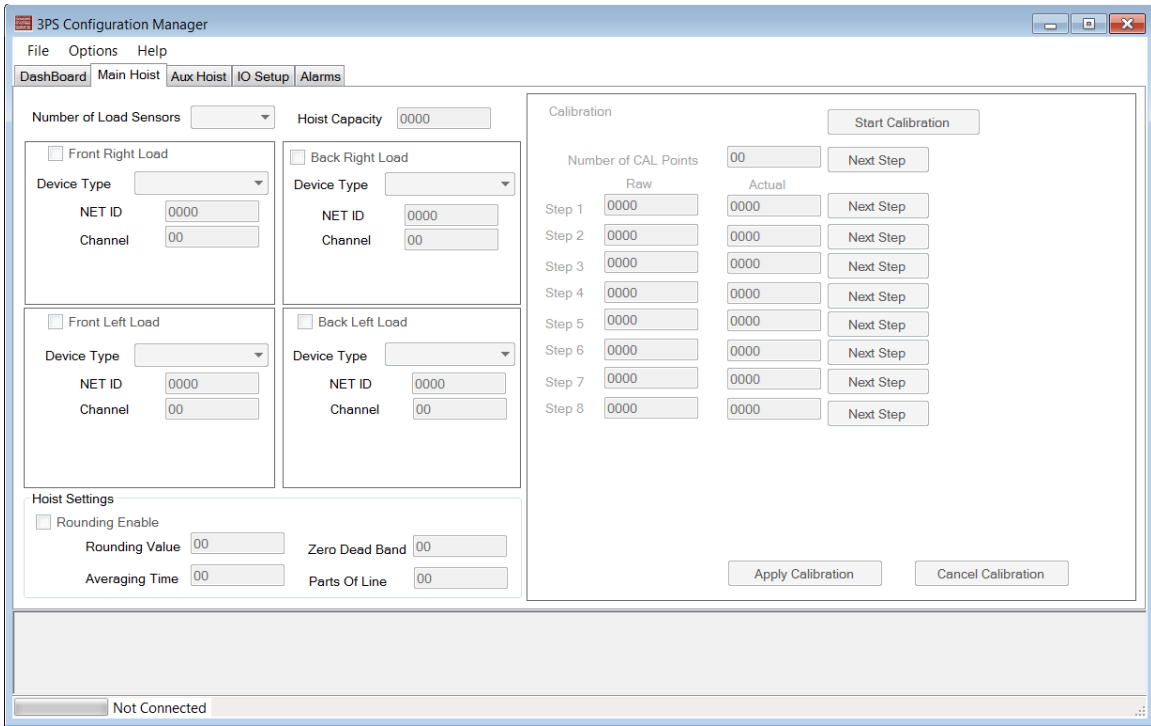 3PS Configuration Manager
File Options Help
DashBoard Main Hoist Aux Hoist IO Setup Alarms
Number of Load Sensors
Hoist Capacity 0000
Front Right Load
Device Type
NET ID 0000
Channel 00
Back Right Load
Device Type
NET ID 0000
Channel 00
Front Left Load
Device Type
NET ID 0000
Channel 00
Back Left Load
Device Type
NET ID 0000
Channel 00
Hoist Settings
Rounding Enable
Rounding Value 00 Zero Dead Band 00
Averaging Time 00 Parts Of Line 00
Calibration Start Calibration
Number of CAL Points 00 Next Step
Raw Actual
Step 1 0000 0000 Next Step
Step 2 0000 0000 Next Step
Step 3 0000 0000 Next Step
Step 4 0000 0000 Next Step
Step 5 0000 0000 Next Step
Step 6 0000 0000 Next Step
Step 7 0000 0000 Next Step
Step 8 0000 0000 Next Step
Apply Calibration Cancel Calibration
Not Connected